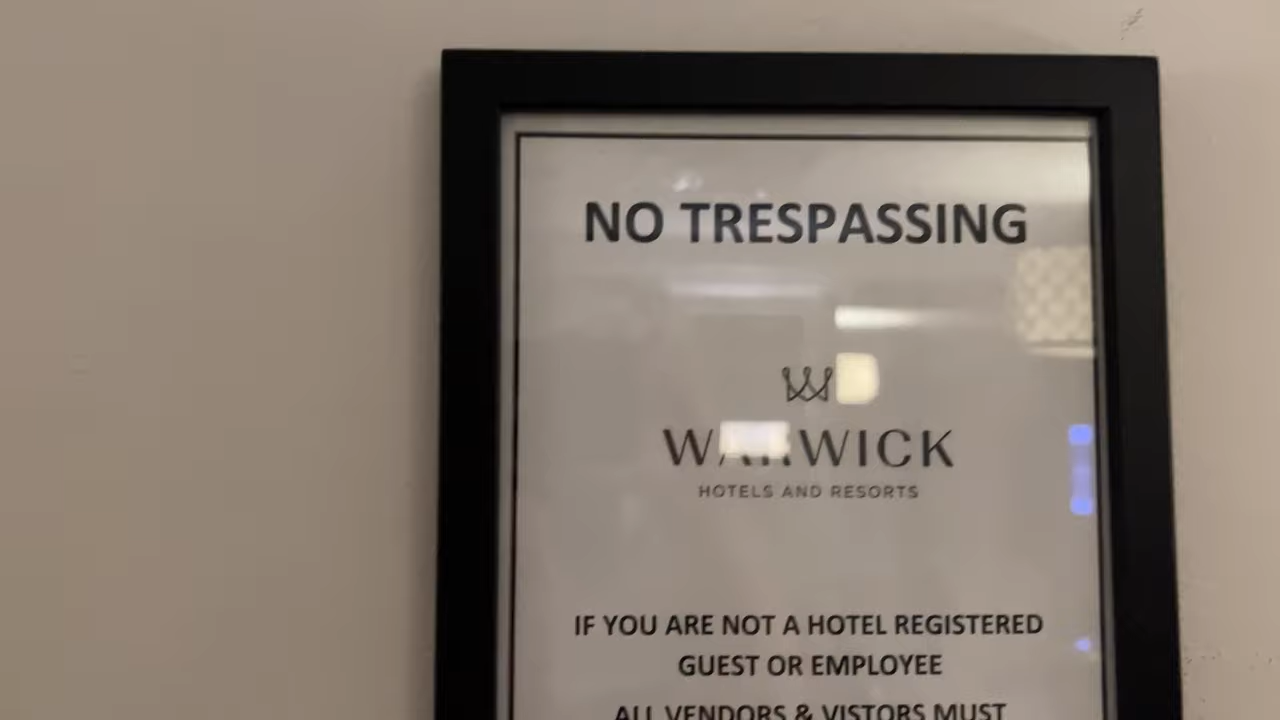 NO TRESPASSING
WARWICK
HOTELS AND RESORTS
IF YOU ARE NOT A HOTEL REGISTERED
GUEST OR EMPLOYEE
ALL VENDORS & VISTORS MUST